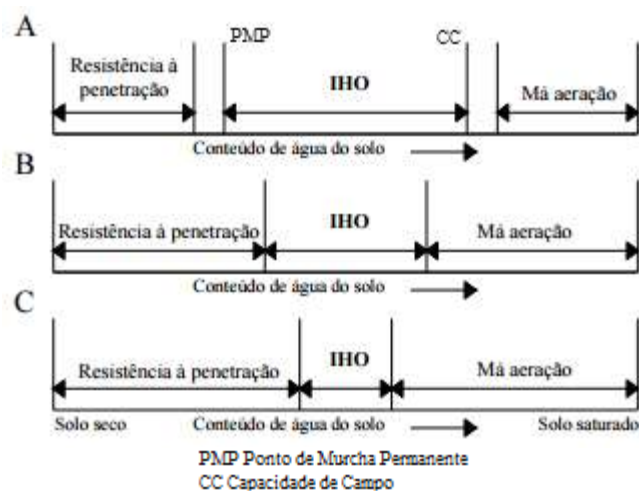 A
PMP
CC
Resistência à
penetração
IHO
Má aeração
Conteúdo de água do solo
B
Resistência à penetração
IHO
Má aeração
Conteúdo de água do solo
C
Resistência à penetração
IHO
Má aeração
Solo seco
Conteúdo de água do solo
Solo saturado
PMP Ponto de Murcha Permanente
CC Capacidade de Campo